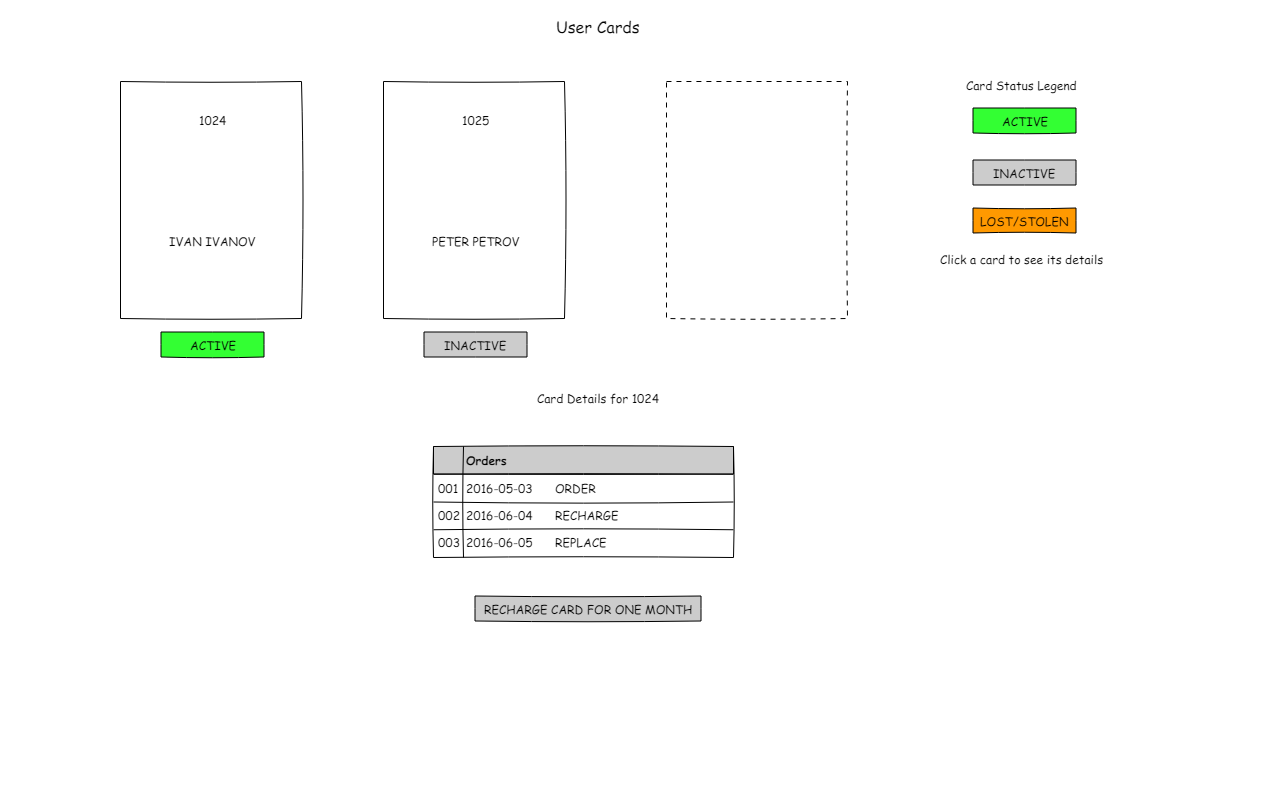 User Cards
1024
1025
Card Status Legend
ACTIVE
INACTIVE
LOST/STOLEN
IVAN IVANOV
PETER PETROV
Click a card to see its details
ACTIVE
INACTIVE
Card Details for 1024
Orders
001 2016-05-03 ORDER
002 2016-06-04 RECHARGE
003 2016-06-05 REPLACE
RECHARGE CARD FOR ONE MONTH